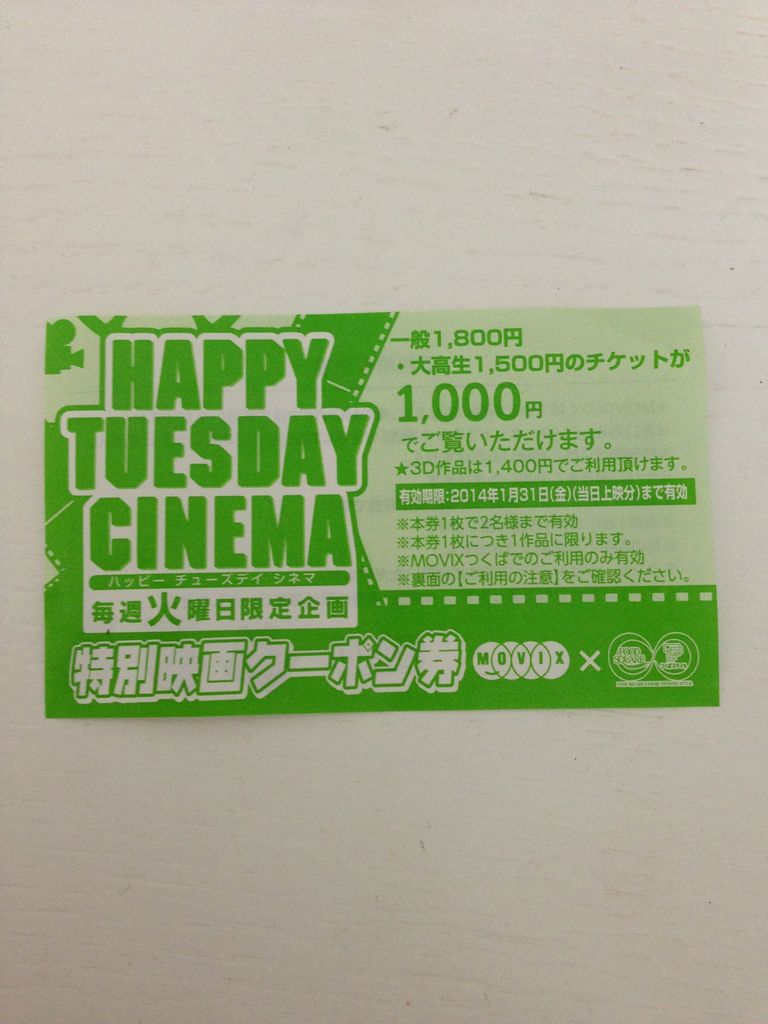 HAPPY
TUESDAY
CINEMA
ハッピー チューズデイ シネマ
毎週火曜日限定企画
一般1,800円
・大高生1,500円のチケットが
1,000円
でご覧いただけます。
★3D作品は1,400円でご利用頂けます。
有効期限:2014年1月31日(金)(当日上映分)まで有効
※本券1枚で2名様まで有効
※本券1枚につき1作品に限ります。
※MOVIXつくばでのご利用のみ有効
※裏面の【ご利用の注意】をご確認ください。
特別映画クーポン券
MOVIX × FOOD SQUARE